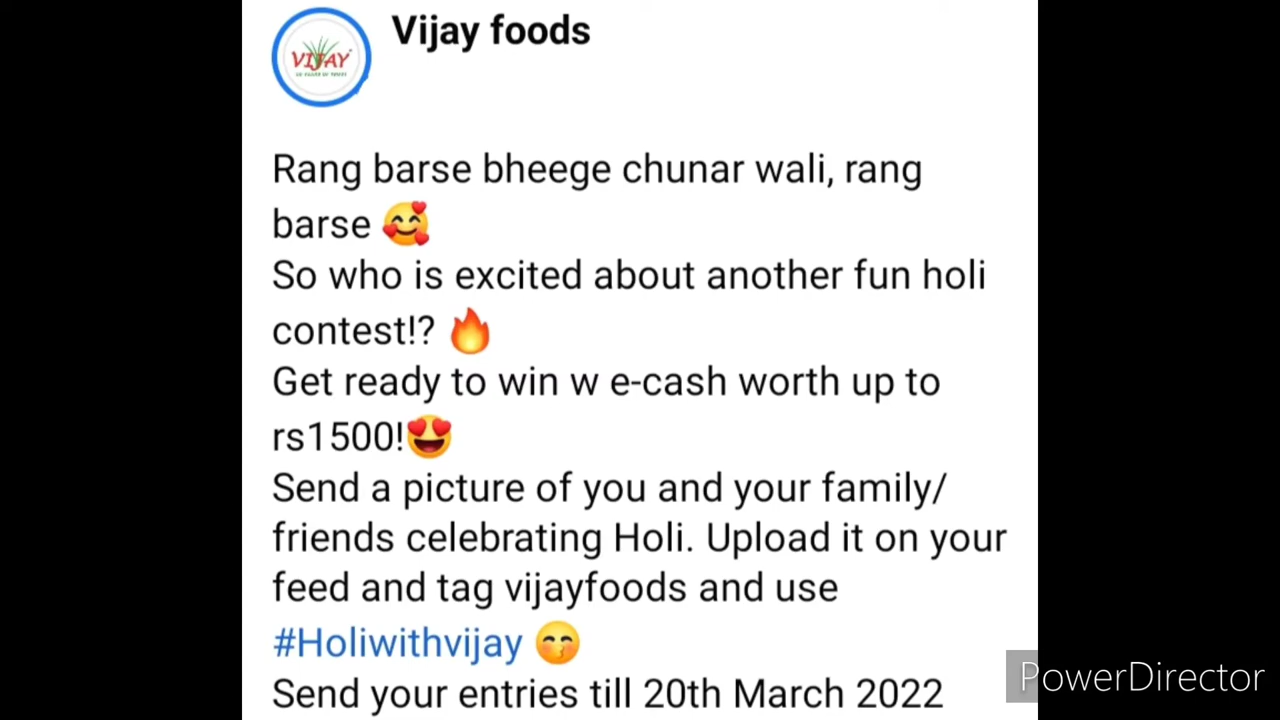 VIJAY
Vijay foods
Rang barse bheege chunar wali, rang
barse 🥰
So who is excited about another fun holi
contest!? 🔥
Get ready to win w e-cash worth up to
rs1500!😍
Send a picture of you and your family/
friends celebrating Holi. Upload it on your
feed and tag vijayfoods and use
#Holiwithvijay 😙
Send your entries till 20th March 2022
PowerDirector